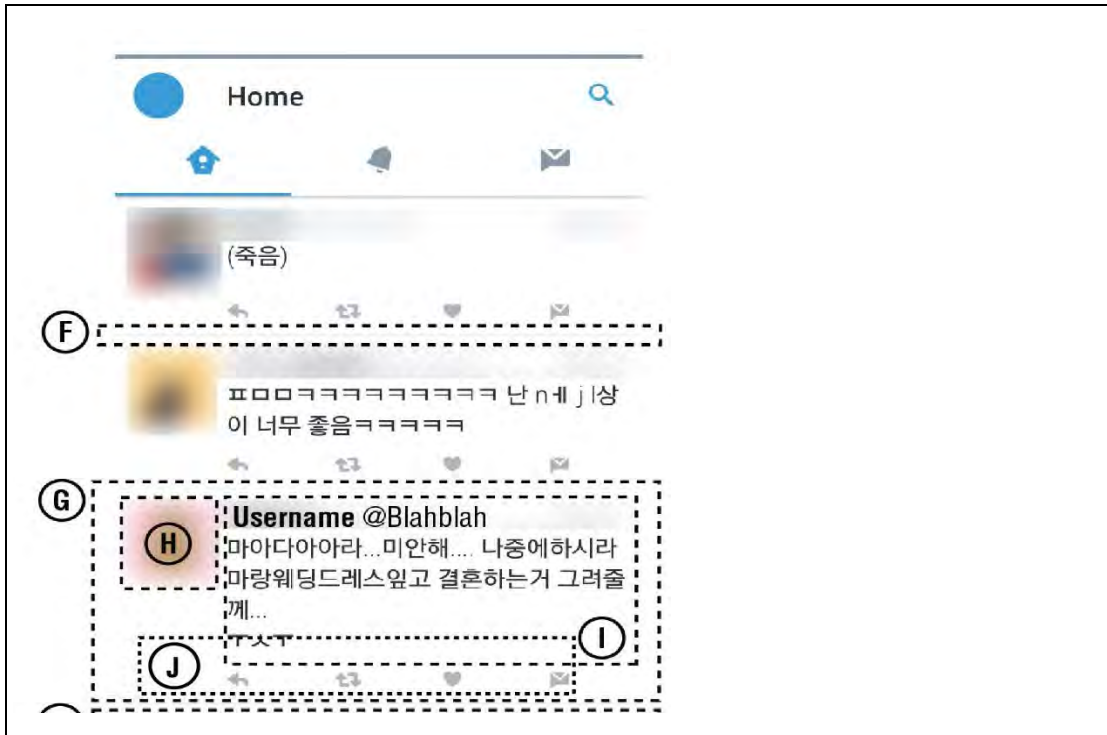 Home
(죽음)
F
ㅍㅁㅁㅋㅋㅋㅋㅋㅋㅋㅋㅋㅋ 난 n ㅔ j l상
이 너무 좋음ㅋㅋㅋㅋㅋ
G
H
Username @Blahblah
마아다아아라...미안해.... 나중에하시라
마랑웨딩드레스잎고 결혼하는거 그려줄
께...
ㅜㅅㅜ
I
J